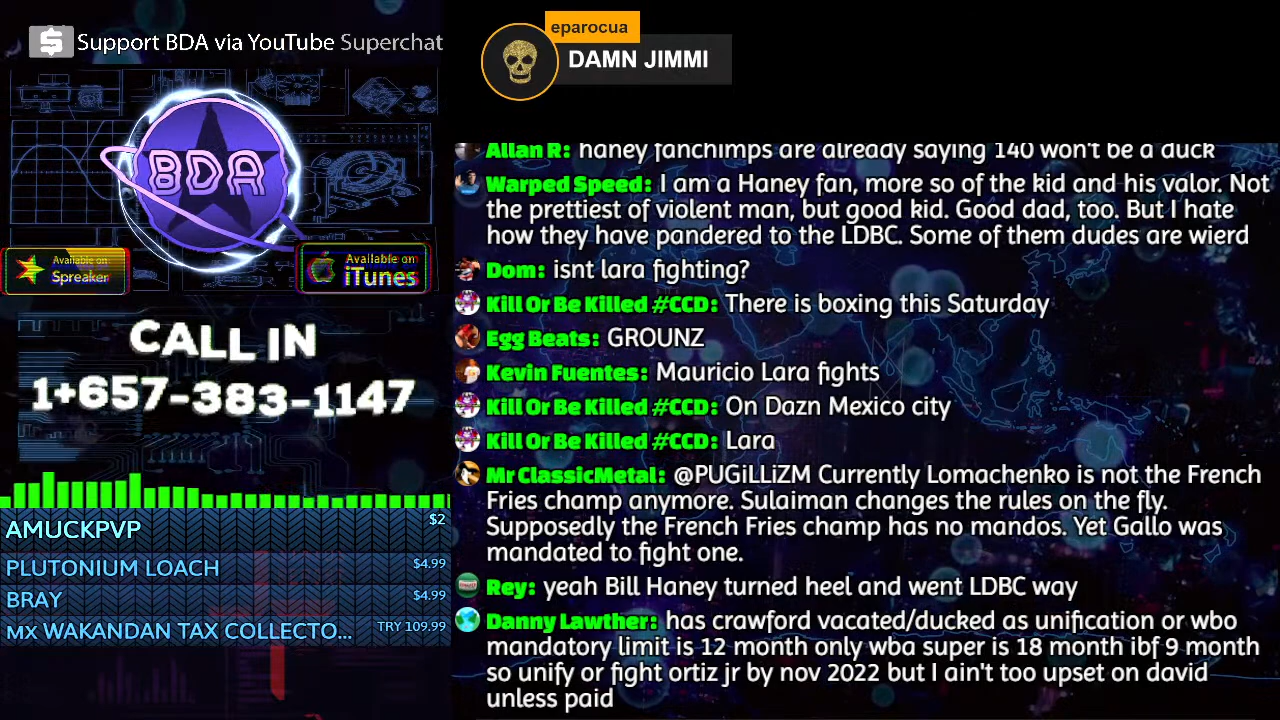 Support BDA via YouTube Superchat
BDA
Available on
Spreaker
Available on
iTunes
CALL IN
1+657-383-1147
AMUCKPVP $2
PLUTONIUM LOACH $4.99
BRAY $4.99
MX WAKANDAN TAX COLLECTO... TRY 109.99
eparocua
DAMN JIMMI
Allan R: haney fanchimps are already saying 140 won't be a duck
Warped Speed: I am a Haney fan, more so of the kid and his valor. Not
the prettiest of violent man, but good kid. Good dad, too. But I hate
how they have pandered to the LDBC. Some of them dudes are wierd
Dom: isnt lara fighting?
Kill Or Be Killed #CCD: There is boxing this Saturday
Egg Beats: GROUNZ
Kevin Fuentes: Mauricio Lara fights
Kill Or Be Killed #CCD: On Dazn Mexico city
Kill Or Be Killed #CCD: Lara
Mr ClassicMetal: @PUGiLLiZM Currently Lomachenko is not the French
Fries champ anymore. Sulaiman changes the rules on the fly.
Supposedly the French Fries champ has no mandos. Yet Gallo was
mandated to fight one.
Rey: yeah Bill Haney turned heel and went LDBC way
Danny Lawther: has crawford vacated/ducked as unification or wbo
mandatory limit is 12 month only wba super is 18 month ibf 9 month
so unify or fight ortiz jr by nov 2022 but I ain't too upset on david
unless paid